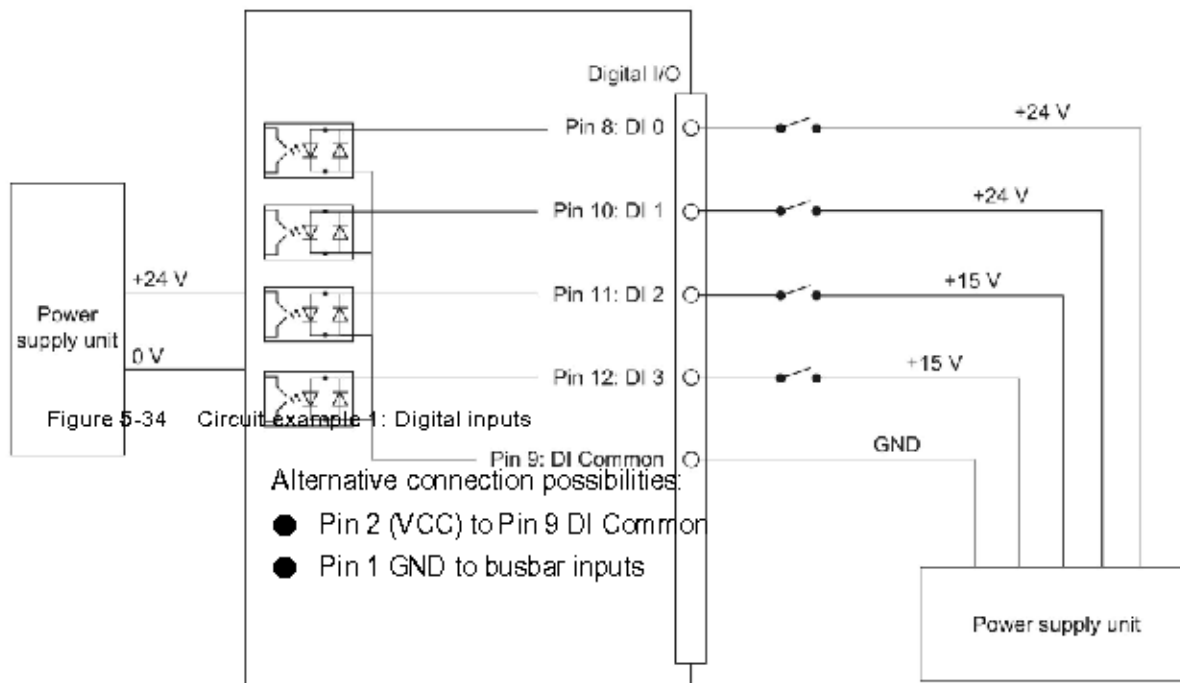 Digital I/O
Pin 8: DI 0
+24 V
Pin 10: DI 1
+24 V
+24 V
Pin 11: DI 2
+15 V
Power
supply unit
0 V
Pin 12: DI 3
+15 V
Figure 5-34 Circuit example 1: Digital inputs
Pin 9: DI Common
GND
Alternative connection possibilities:
● Pin 2 (VCC) to Pin 9 DI Common
● Pin 1 GND to busbar inputs
Power supply unit